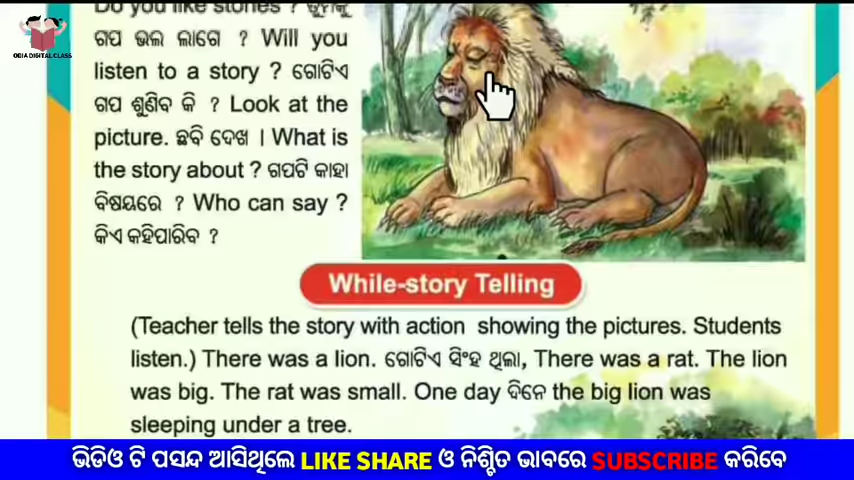 Do you like stories ? ତୁମକୁ
ଗପ ଭଲ ଲାଗେ ? Will you
listen to a story ? ଗୋଟିଏ
ଗପ ଶୁଣିବ କି ? Look at the
picture. ଛବି ଦେଖ । What is
the story about ? ଗପଟି କାହା
ବିଷୟରେ ? Who can say ?
କିଏ କହିପାରିବ ?
While-story Telling
(Teacher tells the story with action showing the pictures. Students
listen.) There was a lion. ଗୋଟିଏ ସିଂହ ଥିଲା, There was a rat. The lion
was big. The rat was small. One day ଦିନେ the big lion was
sleeping under a tree.
ODIA DIGITAL CLASS
ଭିଡିଓ ଟି ପସନ୍ଦ ଆସିଥିଲେ LIKE SHARE ଓ ନିଶ୍ଚିତ ଭାବରେ SUBSCRIBE କରିବେ